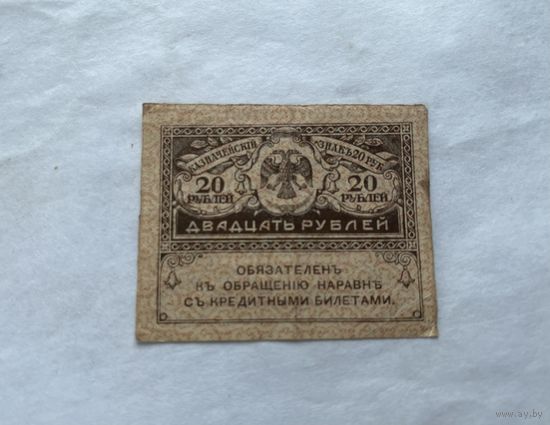 КАЗНАЧЕЙСКІЙ ЗНАКЪ 20 РУБ.
20 РУБЛЕЙ
20 РУБЛЕЙ
ДВАДЦАТЬ РУБЛЕЙ
ОБЯЗАТЕЛЕНЪ
КЪ ОБРАЩЕНІЮ НАРАВНѢ
СЪ КРЕДИТНЫМИ БИЛЕТАМИ.
www.ay.by